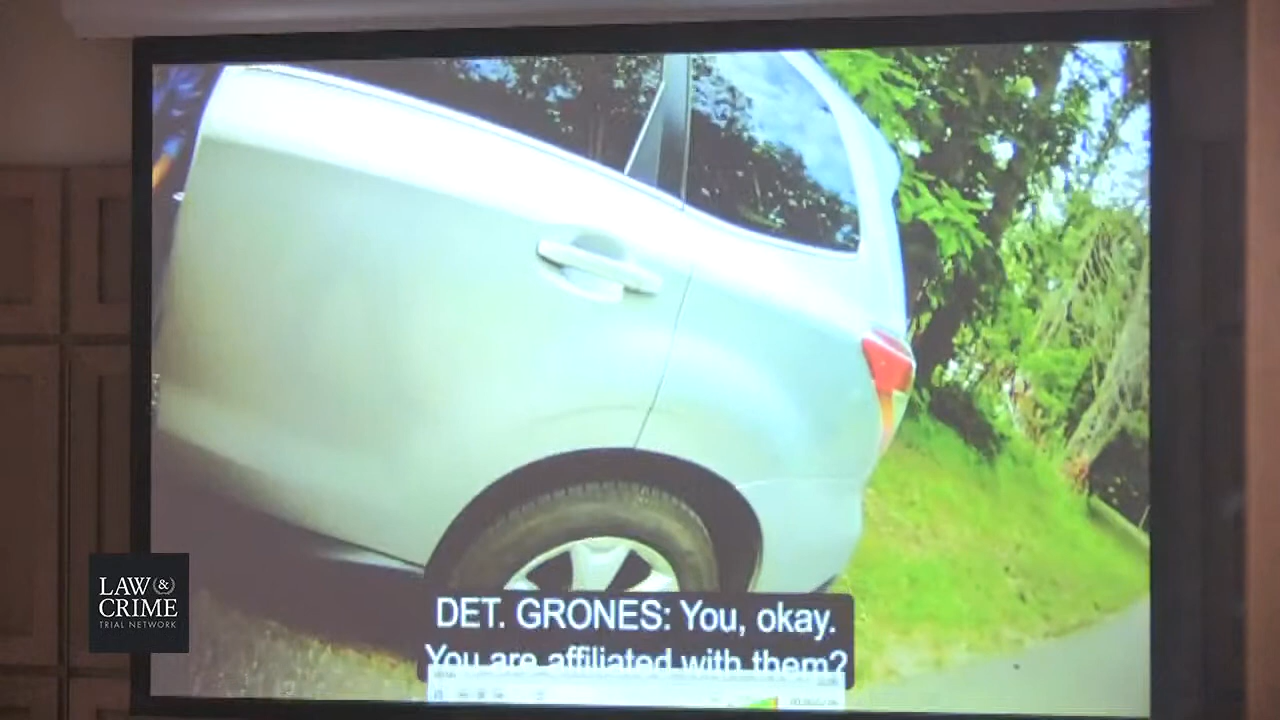 LAW &
CRIME
TRIAL NETWORK
DET. GRONES: You, okay.
You are affiliated with them?